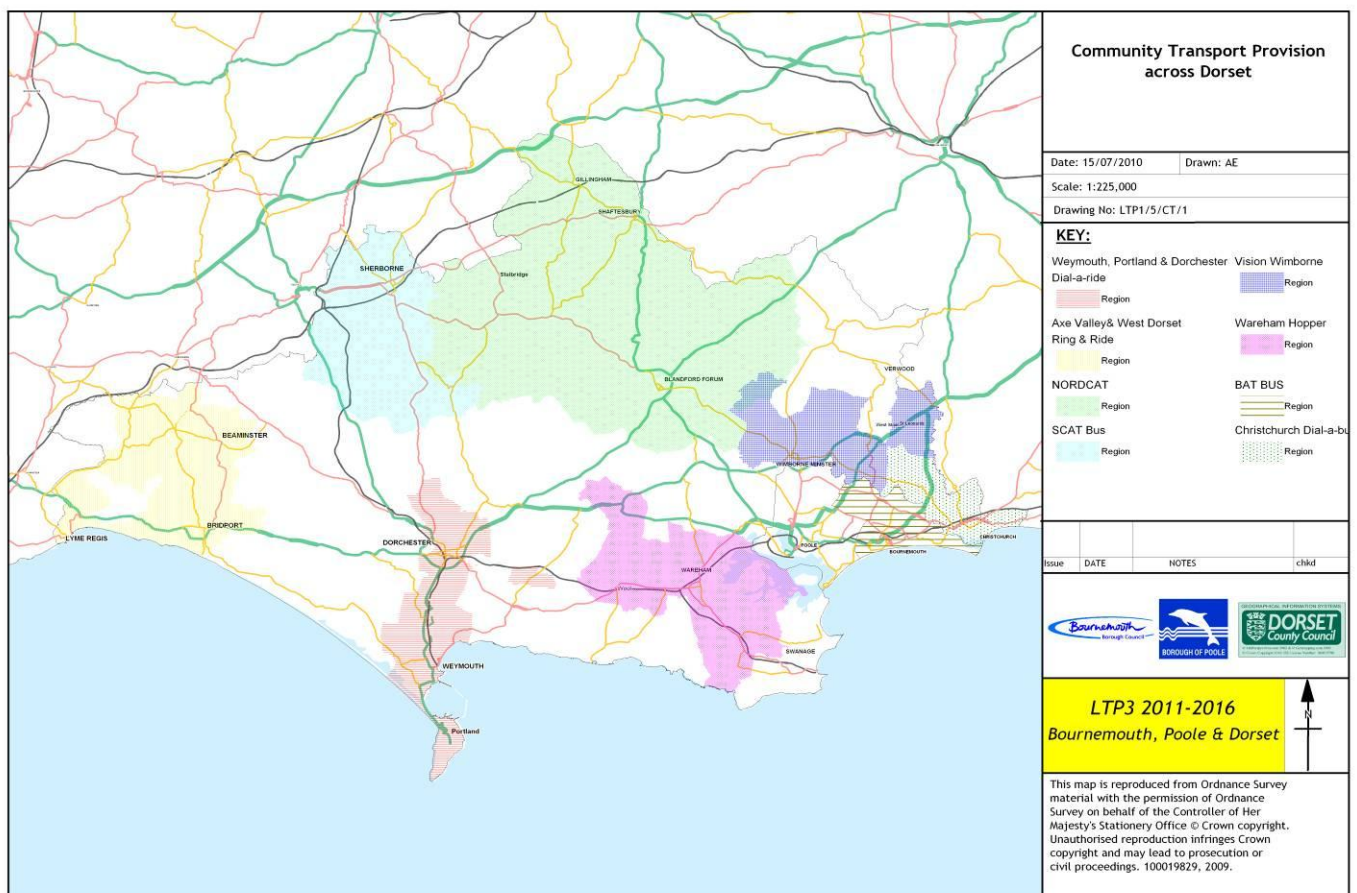 Community Transport Provision
across Dorset
Date: 15/07/2010
Drawn: AE
Scale: 1:225,000
Drawing No: LTP1/5/CT/1
KEY:
Weymouth, Portland & Dorchester
Dial-a-ride
Region
Vision Wimborne
Region
Axe Valley& West Dorset
Ring & Ride
Region
Wareham Hopper
Region
NORDCAT
Region
BAT BUS
Region
SCAT Bus
Region
Christchurch Dial-a-bu
Region
Issue
DATE
NOTES
chkd
Bournemouth
Borough Council
BOROUGH OF POOLE
GEOGRAPHICAL INFORMATION SYSTEMS
DORSET
County Council
LTP3 2011-2016
Bournemouth, Poole & Dorset
N
This map is reproduced from Ordnance Survey
material with the permission of Ordnance
Survey on behalf of the Controller of Her
Majesty's Stationery Office © Crown copyright.
Unauthorised reproduction infringes Crown
copyright and may lead to prosecution or
civil proceedings. 100019829, 2009.
GILLINGHAM
SHAFTESBURY
SHERBORNE
Stalbridge
BLANDFORD FORUM
VERWOOD
WIMBORNE MINSTER
BEAMINSTER
BRIDPORT
LYME REGIS
DORCHESTER
WEYMOUTH
Portland
WAREHAM
Wool
SWANAGE
POOLE
BOURNEMOUTH
CHRISTCHURCH